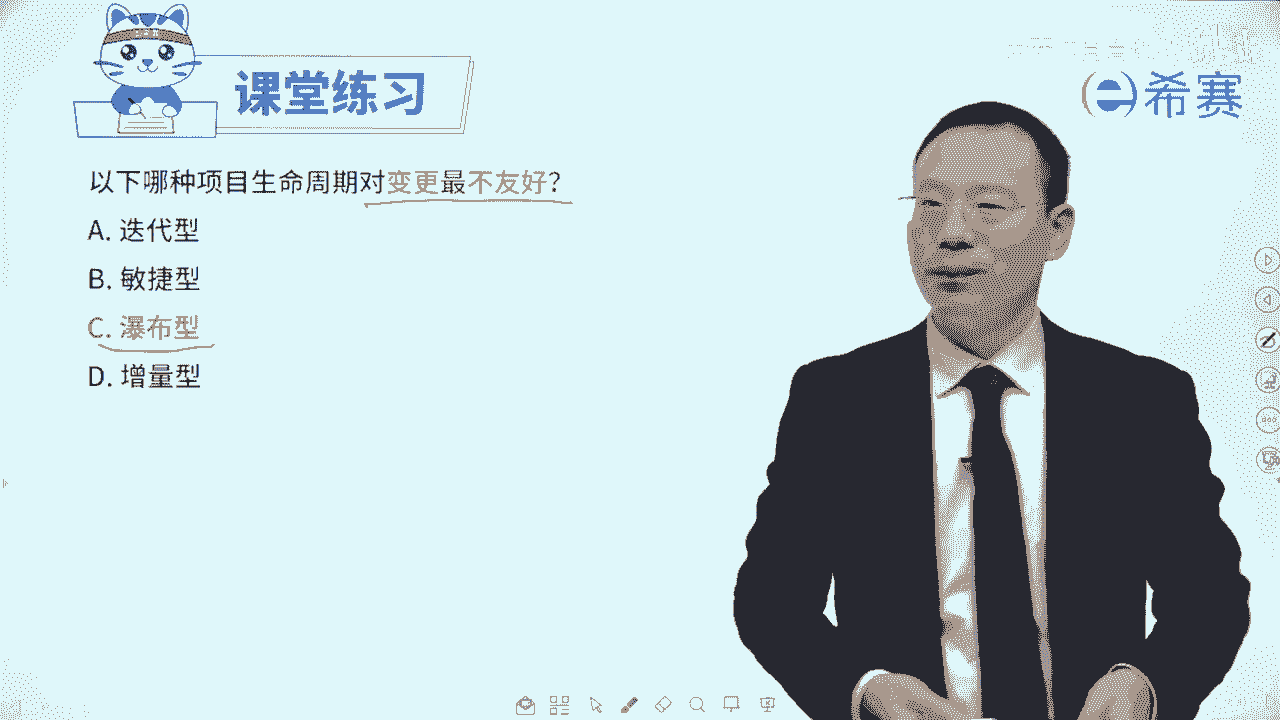 课堂练习
希赛
以下哪种项目生命周期对变更最不友好?
A. 迭代型
B. 敏捷型
C. 瀑布型
D. 增量型